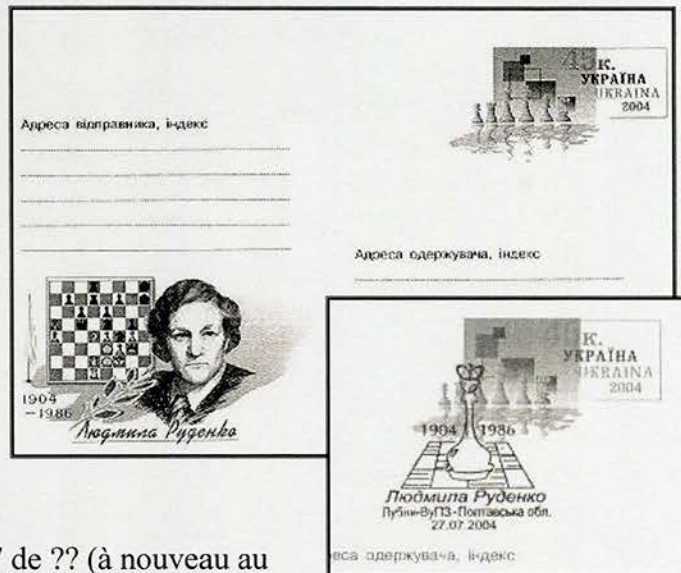 45 к.
УКРАЇНА
UKRAINA
2004
Адреса відправника, індекс
Адреса одержувача, індекс
1904
–1986
Людмила Руденко
К.
УКРАЇНА
UKRAINA
2004
1904 1986
Людмила Руденко
Лубни-ВуПЗ-Полтавська обл.
27.07.2004
еса одержувача, індекс
de ?? (à nouveau au